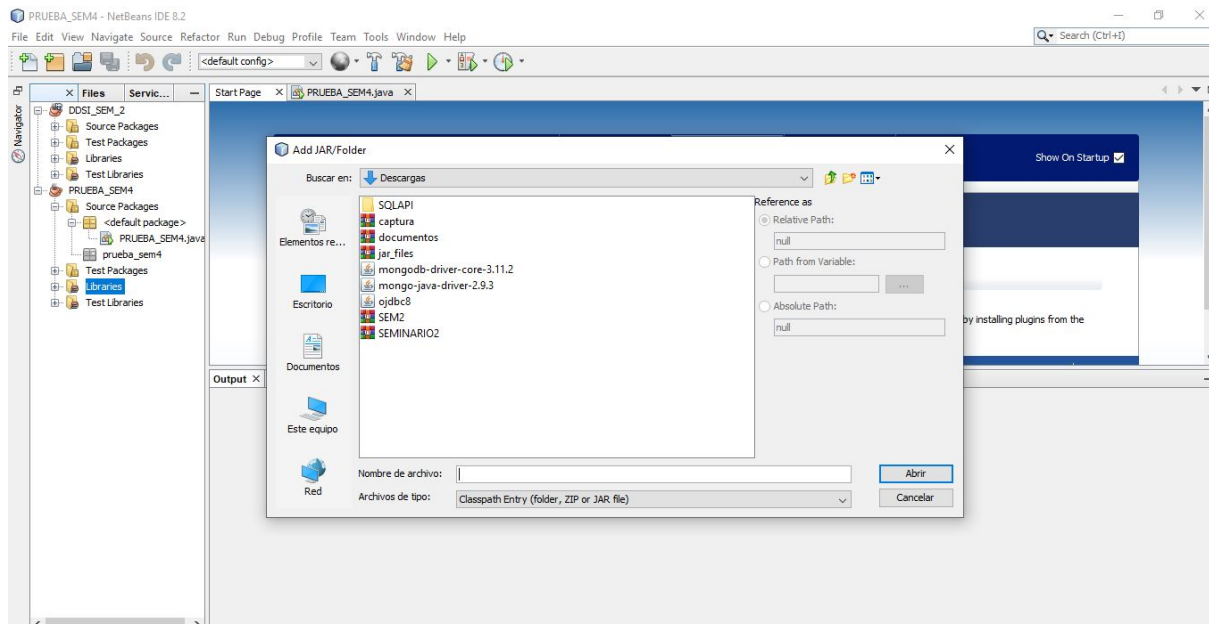 PRUEBA_SEM4 - NetBeans IDE 8.2
File Edit View Navigate Source Refactor Run Debug Profile Team Tools Window Help
Search (Ctrl+I)
<default config>
Navigator
Files Servic...
DDSI_SEM_2
Source Packages
Test Packages
Libraries
Test Libraries
PRUEBA_SEM4
Source Packages
<default package>
PRUEBA_SEM4.java
prueba_sem4
Test Packages
Libraries
Test Libraries
Start Page PRUEBA_SEM4.java
Show On Startup
by installing plugins from the
Output
Add JAR/Folder
Buscar en: Descargas
Elementos re...
Escritorio
Documentos
Este equipo
Red
SQLAPI
captura
documentos
jar_files
mongodb-driver-core-3.11.2
mongo-java-driver-2.9.3
ojdbc8
SEM2
SEMINARIO2
Reference as
Relative Path:
null
Path from Variable:
...
Absolute Path:
null
Nombre de archivo:
Abrir
Archivos de tipo: Classpath Entry (folder, ZIP or JAR file)
Cancelar